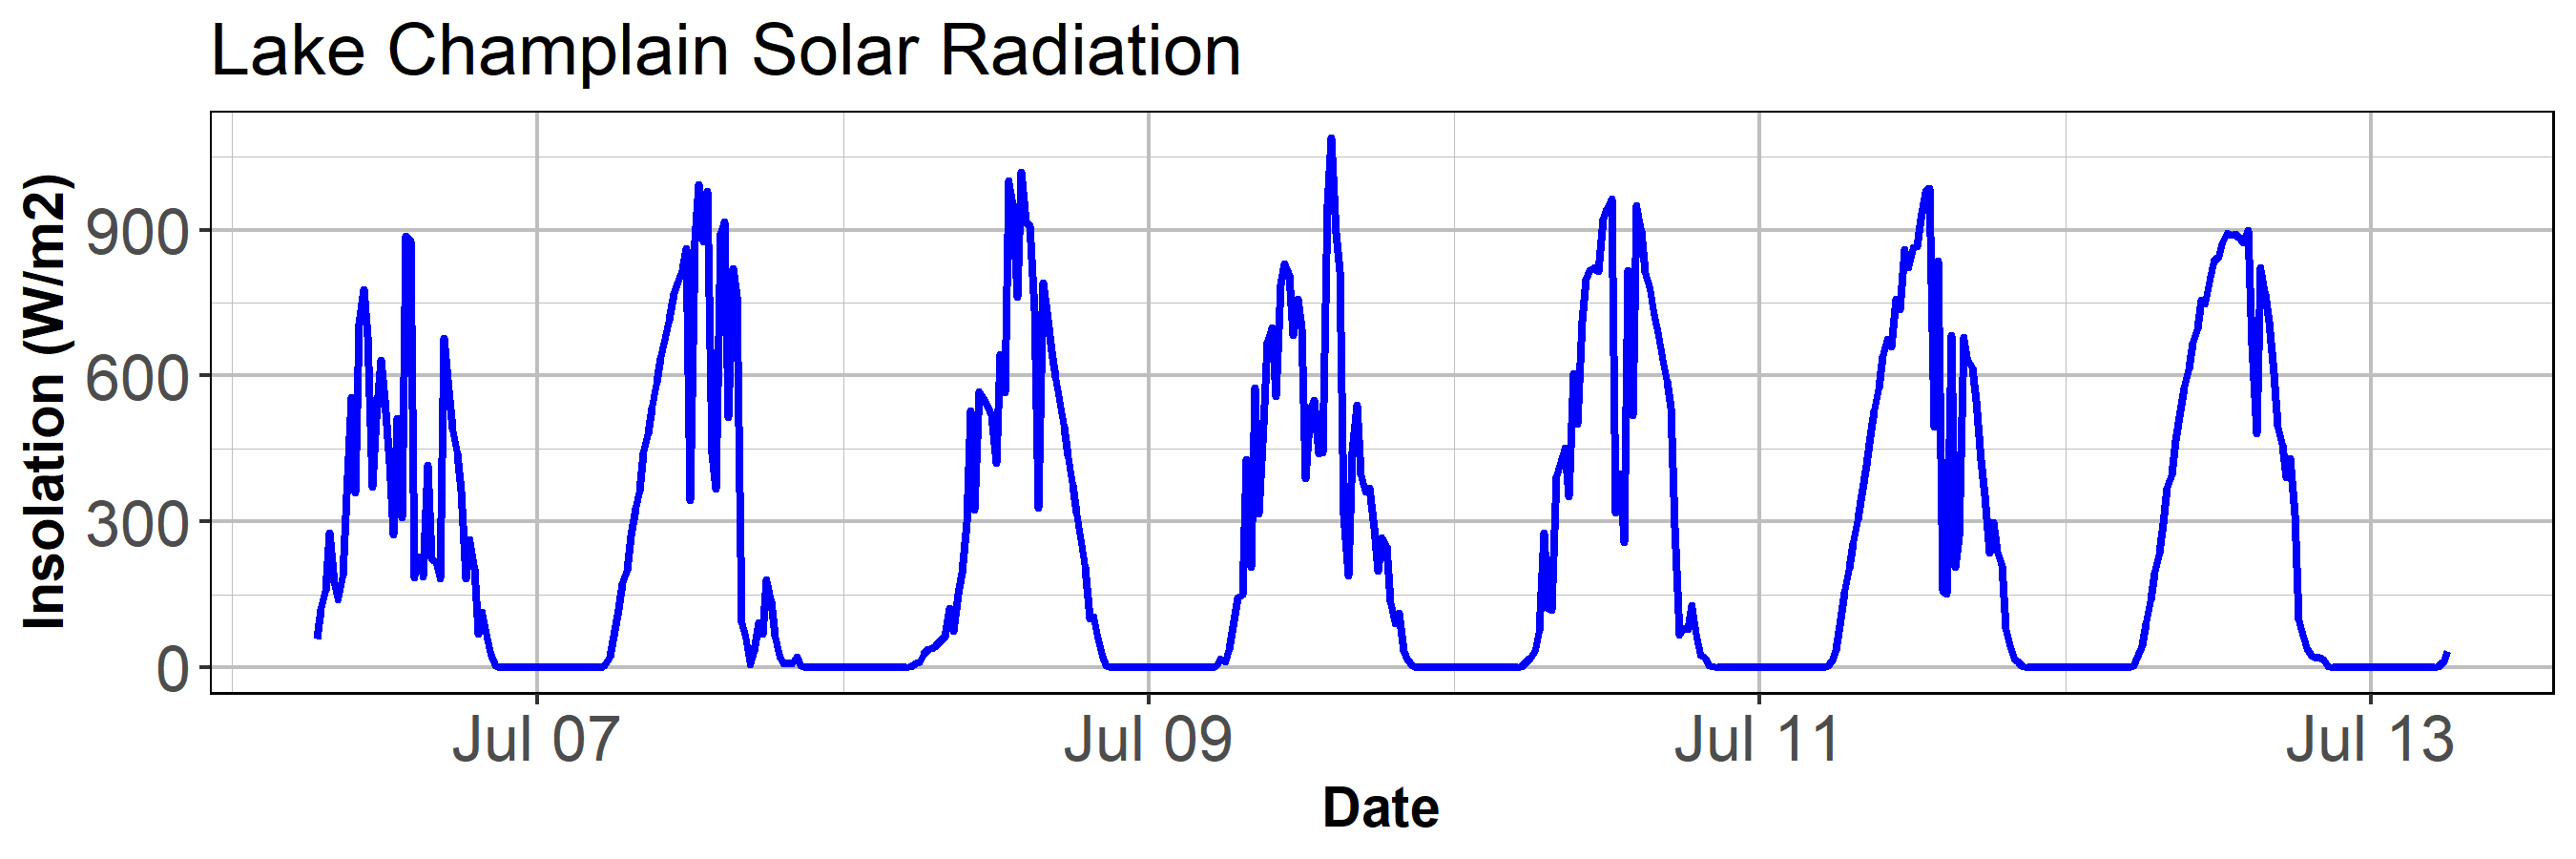 Lake Champlain Solar Radiation
Insolation (W/m2)
900
600
300
0
Jul 07 Jul 09 Jul 11 Jul 13
Date